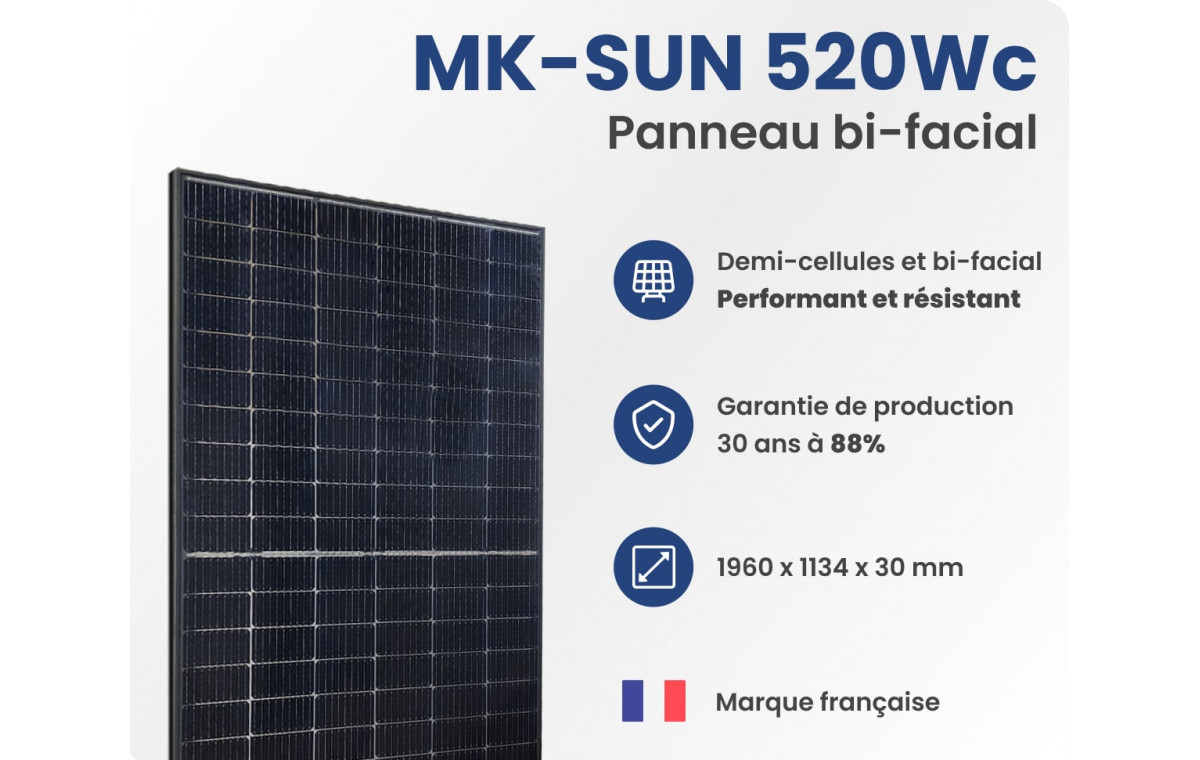 MK-SUN 520Wc
Panneau bi-facial
Demi-cellules et bi-facial
Performant et résistant
Garantie de production
30 ans à 88%
1960 x 1134 x 30 mm
Marque française